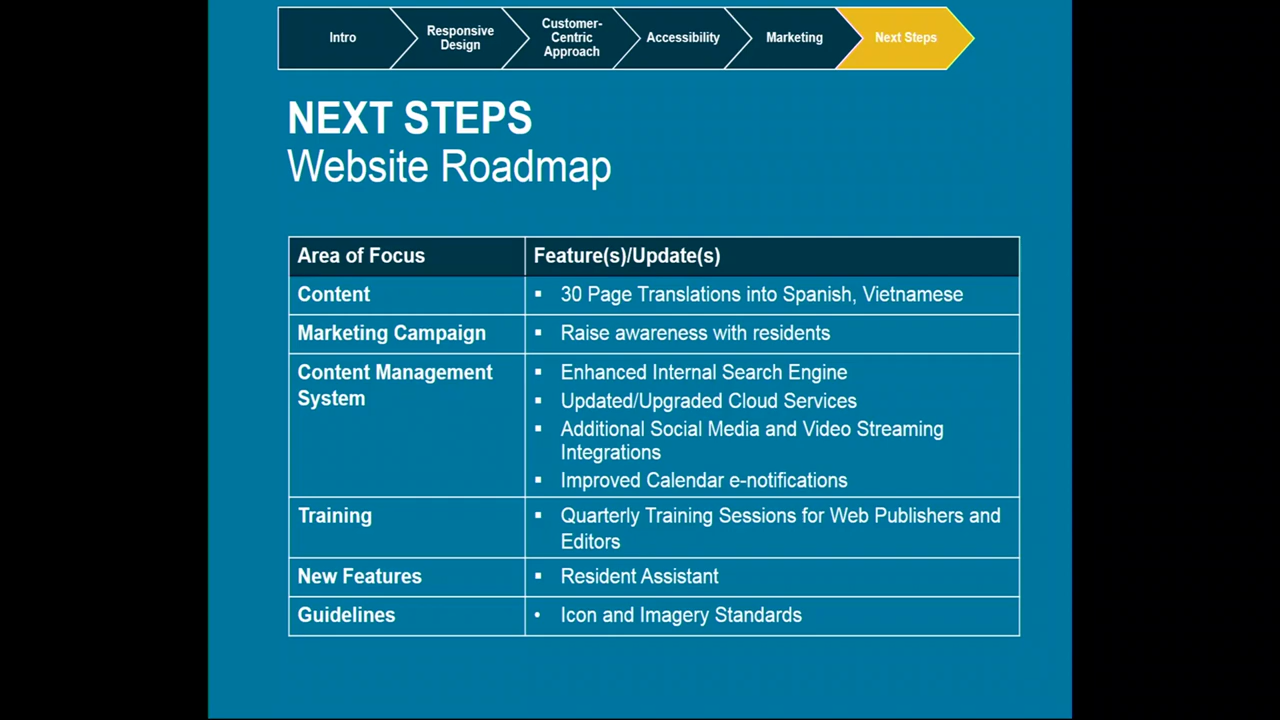 Intro
Responsive
Design
Customer-
Centric
Approach
Accessibility
Marketing
Next Steps
NEXT STEPS
Website Roadmap
Area of Focus
Feature(s)/Update(s)
Content
▪ 30 Page Translations into Spanish, Vietnamese
Marketing Campaign
▪ Raise awareness with residents
Content Management
System
▪ Enhanced Internal Search Engine
▪ Updated/Upgraded Cloud Services
▪ Additional Social Media and Video Streaming
Integrations
▪ Improved Calendar e-notifications
Training
▪ Quarterly Training Sessions for Web Publishers and
Editors
New Features
▪ Resident Assistant
Guidelines
• Icon and Imagery Standards